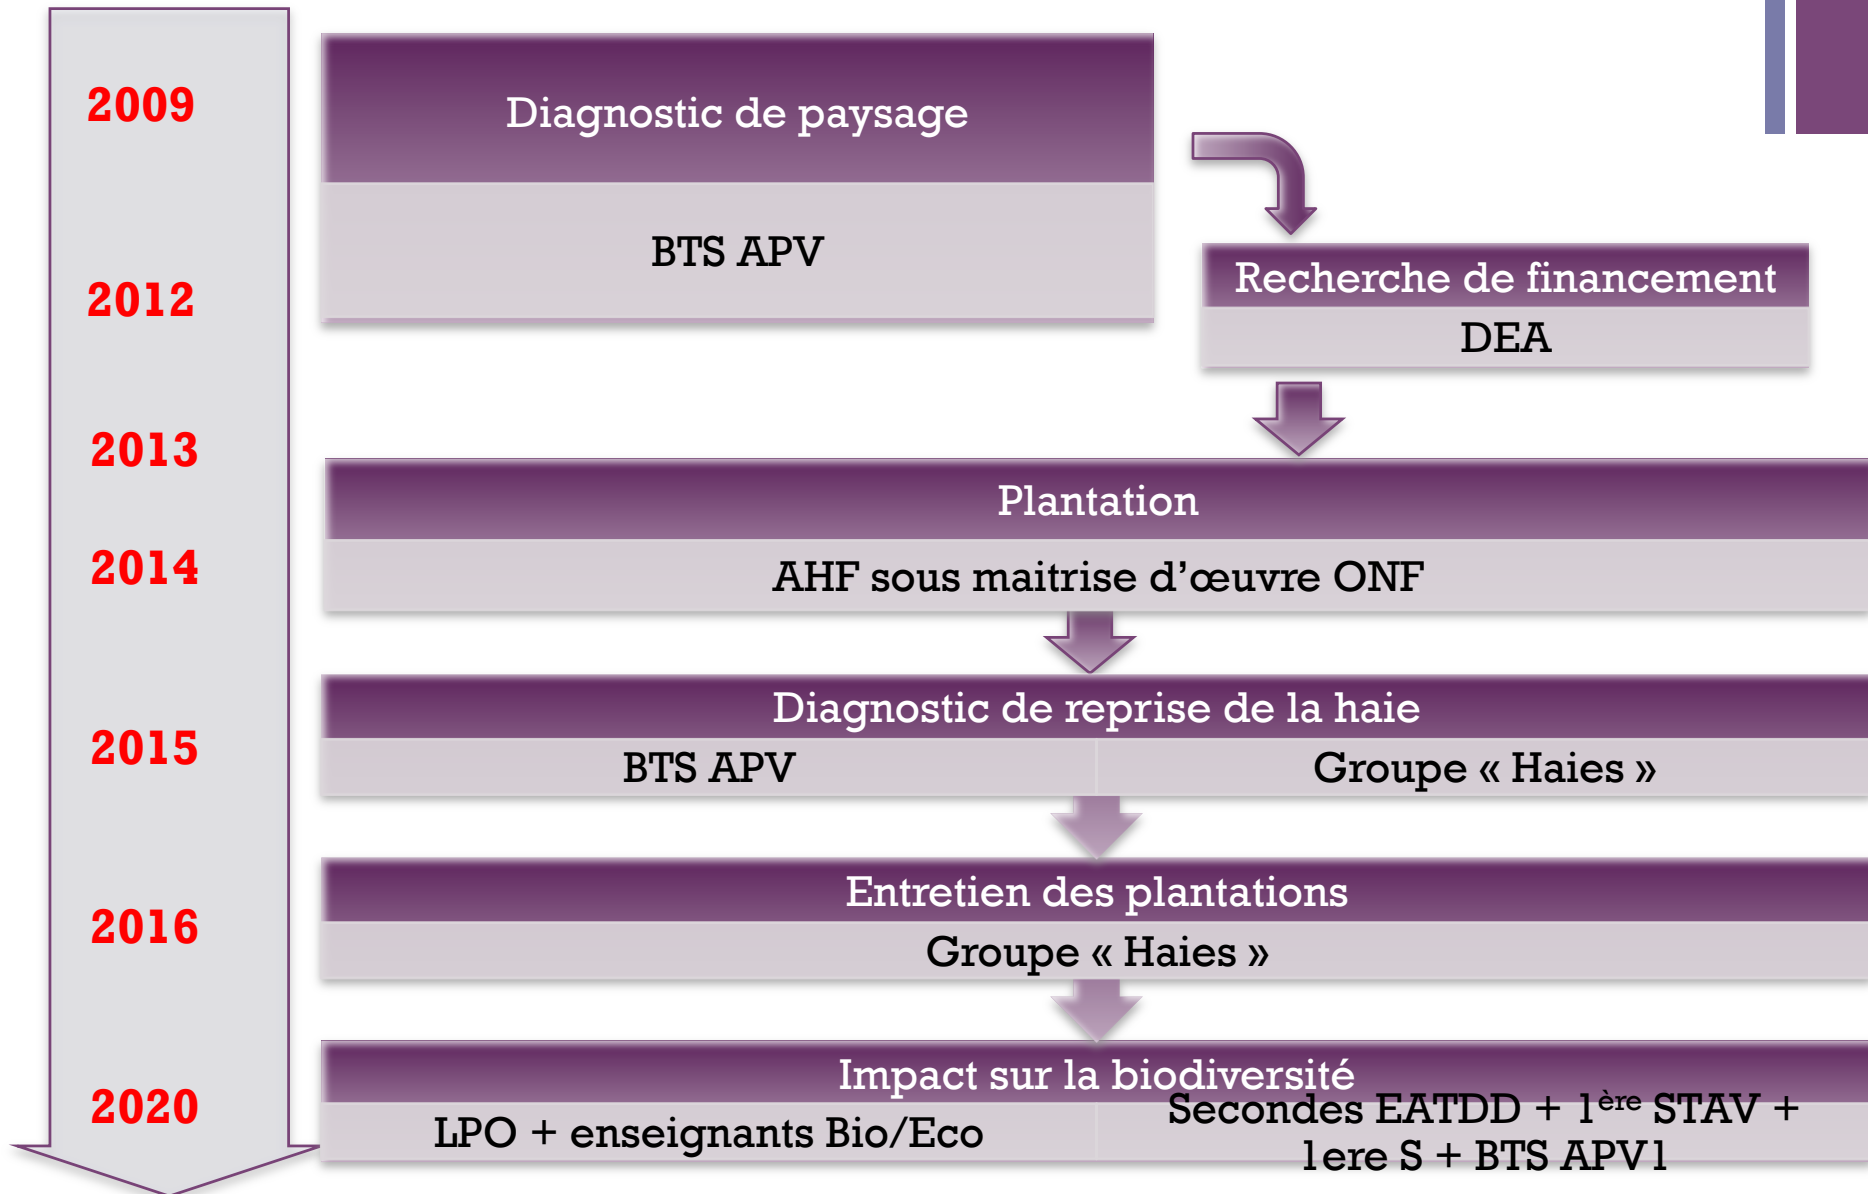 2009
Diagnostic de paysage
BTS APV
2012
Recherche de financement
DEA
2013
Plantation
2014
AHF sous maitrise d’œuvre ONF
Diagnostic de reprise de la haie
2015
BTS APV
Groupe « Haies »
Entretien des plantations
2016
Groupe « Haies »
Impact sur la biodiversité
2020
LPO + enseignants Bio/Eco
Secondes EATDD + 1ère STAV +
1ere S + BTS APV1